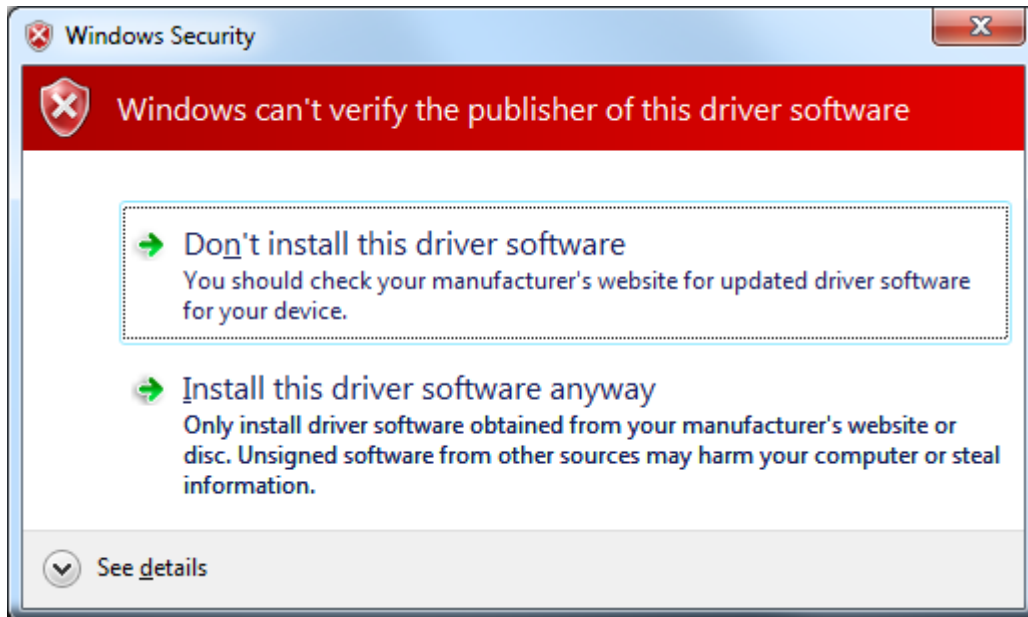 Windows Security
Windows can't verify the publisher of this driver software
Don't install this driver software
You should check your manufacturer's website for updated driver software
for your device.
Install this driver software anyway
Only install driver software obtained from your manufacturer's website or
disc. Unsigned software from other sources may harm your computer or steal
information.
See details